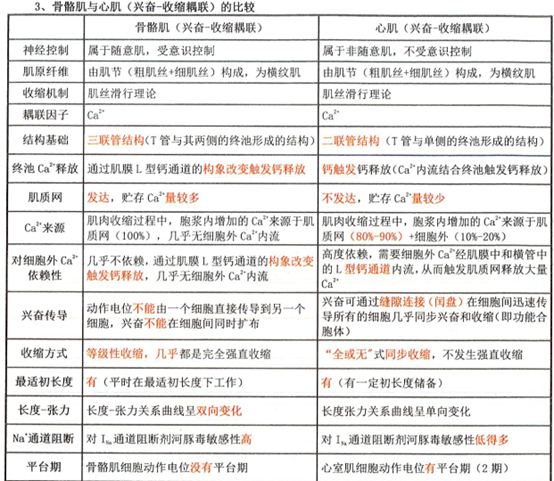 3、骨骼肌与心肌（兴奋-收缩耦联）的比较
骨骼肌（兴奋-收缩耦联） 心肌（兴奋-收缩耦联）
神经控制 属于随意肌，受意识控制 属于非随意肌，不受意识控制
肌原纤维 由肌节（粗肌丝+细肌丝）构成，为横纹肌 由肌节（粗肌丝+细肌丝）构成，为横纹肌
收缩机制 肌丝滑行理论 肌丝滑行理论
耦联因子 Ca²⁺ Ca²⁺
结构基础 三联管结构(T管与其两侧的终池形成的结构) 二联管结构（T管与单侧的终池形成的结构）
终池 Ca²⁺释放 通过肌膜L型钙通道的构象改变触发钙释放 钙触发钙释放(Ca²⁺内流结合终池触发钙释放)
肌质网 发达，贮存Ca²⁺量较多 不发达，贮存Ca²⁺量较少
Ca²⁺来源 肌肉收缩过程中，胞浆内增加的Ca²⁺来源于肌
质网（100%），几乎无细胞外Ca²⁺内流
肌肉收缩过程中，胞浆内增加的Ca²⁺来源于肌
质网(80%-90%）+细胞外（10%-20%）
对细胞外Ca²⁺
依赖性
几乎不依赖，通过肌膜L型钙通道的构象改变
触发钙释放，几乎无细胞外Ca²⁺内流
高度依赖，需要细胞外Ca²⁺经肌膜中和横管中
的L型钙通道内流，从而触发肌质网释放大量
Ca²⁺
兴奋传导 动作电位不能由一个细胞直接传导到另一个
细胞，兴奋不能在细胞间同时扩布
兴奋可通过缝隙连接（闰盘）在细胞间迅速传
导所有的细胞几乎同步兴奋和收缩（即功能合
胞体）
收缩方式 等级性收缩，几乎都是完全强直收缩 “全或无"式同步收缩，不发生强直收缩
最适初长度 有（平时在最适初长度下工作） 有（有一定初长度储备）
长度-张力 长度-张力关系曲线呈双向变化 长度张力关系曲线呈单向变化
Na⁺通道阻断 对 I_Na 通道阻断剂河豚毒敏感性高 对 I_Na 通道阻断剂河豚毒敏感性低得多
平台期 骨骼肌细胞动作电位没有平台期 心室肌细胞动作电位有平台期（2期）